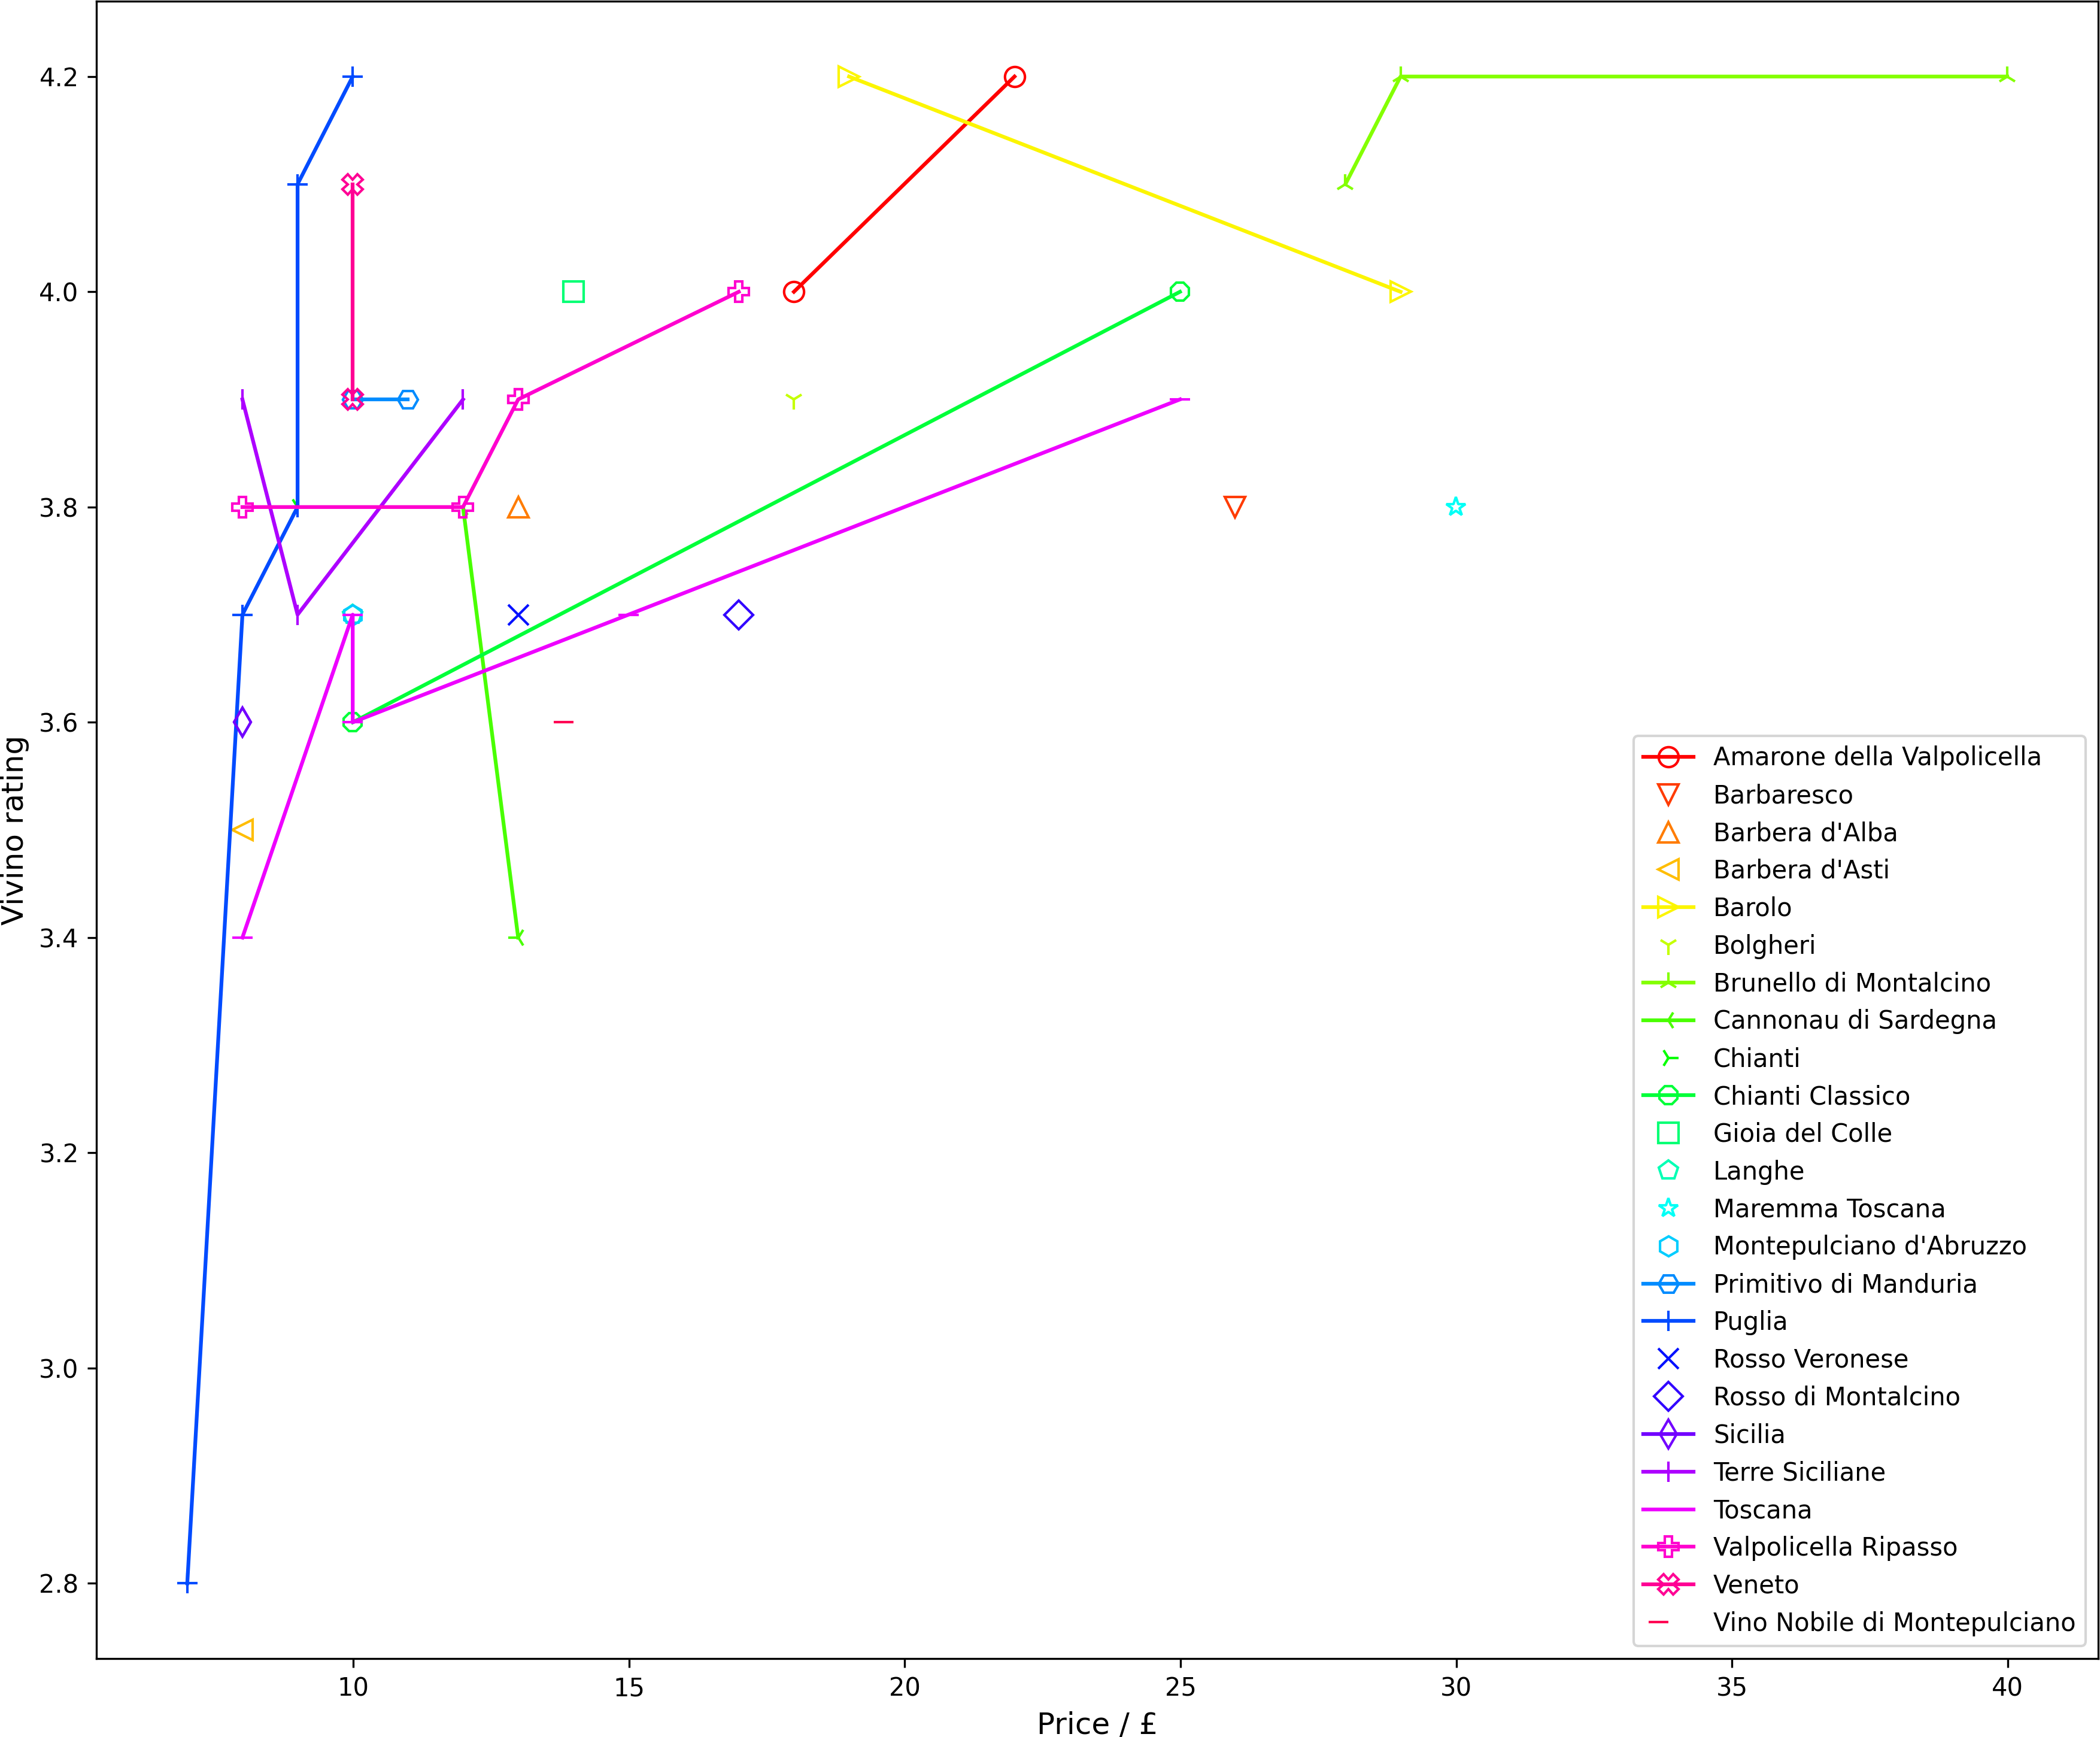 4.2
4.0
3.8
3.6
3.4
3.2
3.0
2.8
Vivino rating
10
15
20
25
30
35
40
Price / £
Amarone della Valpolicella
Barbaresco
Barbera d'Alba
Barbera d'Asti
Barolo
Bolgheri
Brunello di Montalcino
Cannonau di Sardegna
Chianti
Chianti Classico
Gioia del Colle
Langhe
Maremma Toscana
Montepulciano d'Abruzzo
Primitivo di Manduria
Puglia
Rosso Veronese
Rosso di Montalcino
Sicilia
Terre Siciliane
Toscana
Valpolicella Ripasso
Veneto
Vino Nobile di Montepulciano